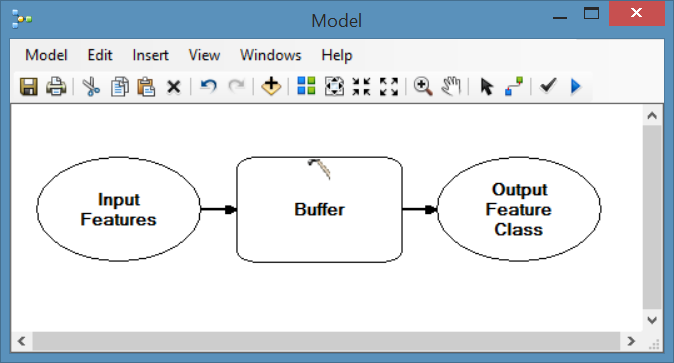 Model
Model Edit Insert View Windows Help
Input
Features
Buffer
Output
Feature
Class